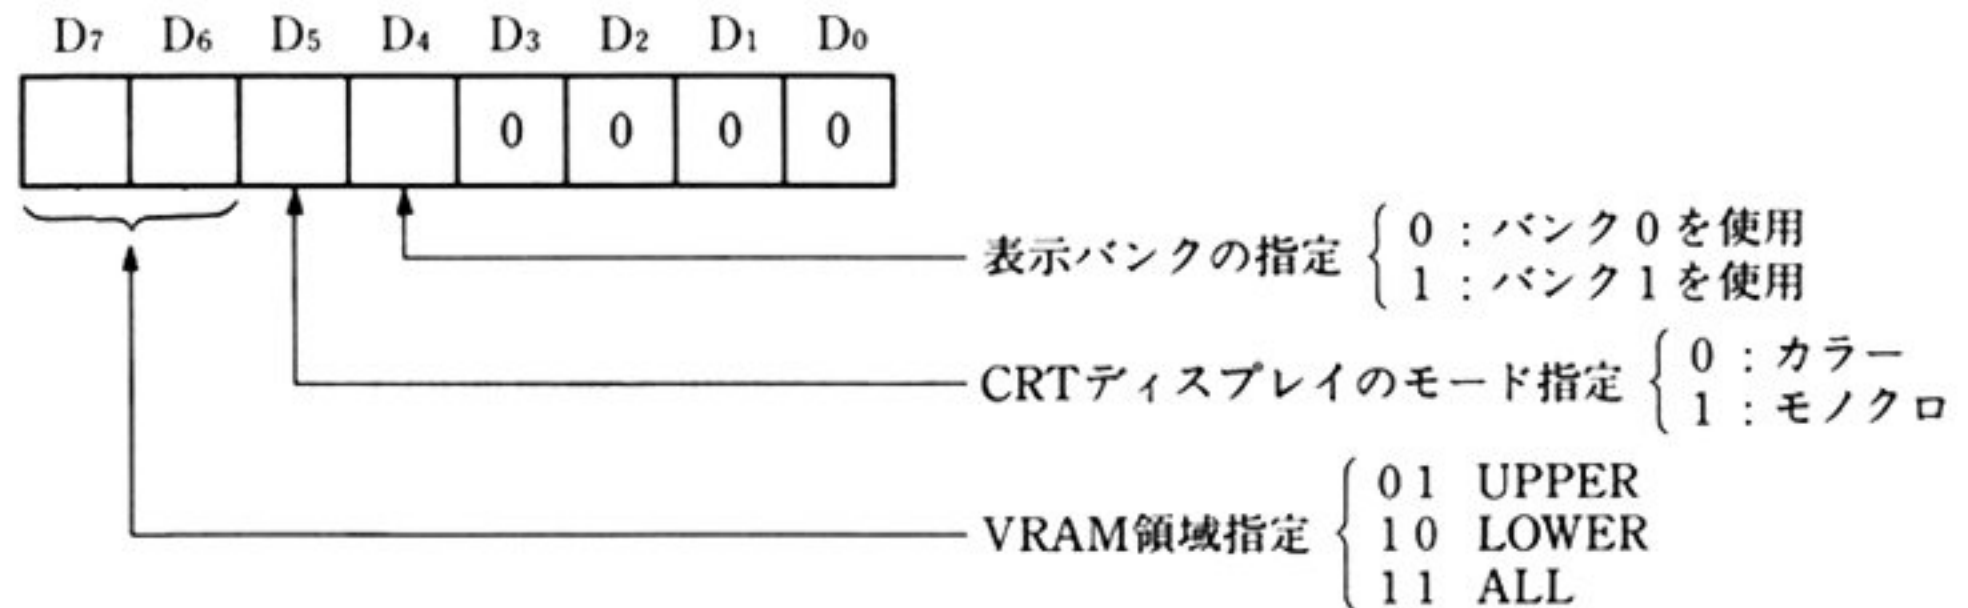 D7 D6 D5 D4 D3 D2 D1 D0
0 0 0 0
表示バンクの指定
0 : バンク0を使用
1 : バンク1を使用
CRTディスプレイのモード指定
0 : カラー
1 : モノクロ
VRAM領域指定
01 UPPER
10 LOWER
11 ALL